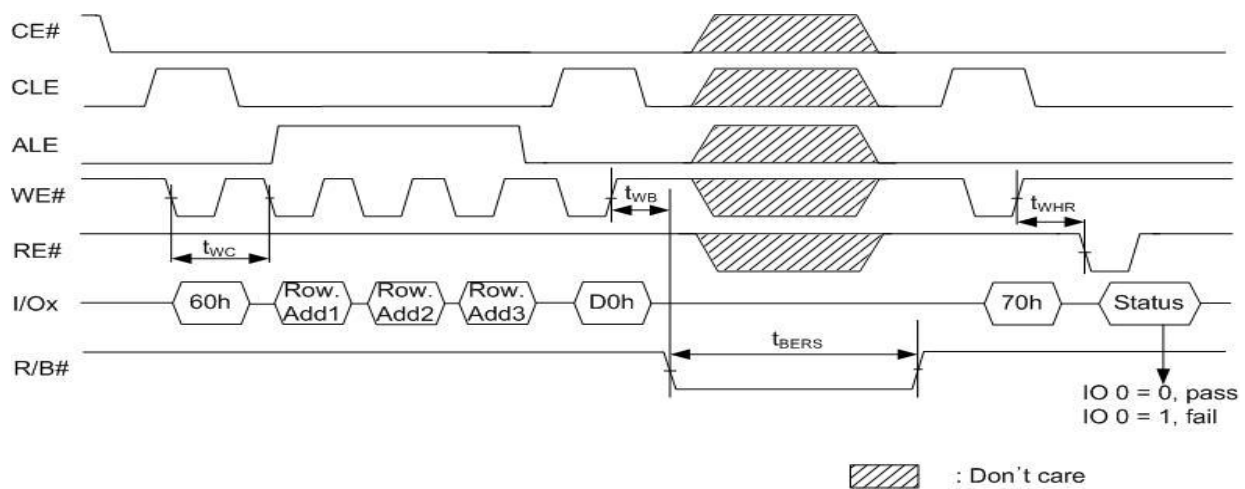 CE#
CLE
ALE
WE#
tWB
tWHR
RE#
tWC
I/Ox
60h
Row. Add1
Row. Add2
Row. Add3
D0h
70h
Status
tBERS
R/B#
IO 0 = 0, pass
IO 0 = 1, fail
: Don't care